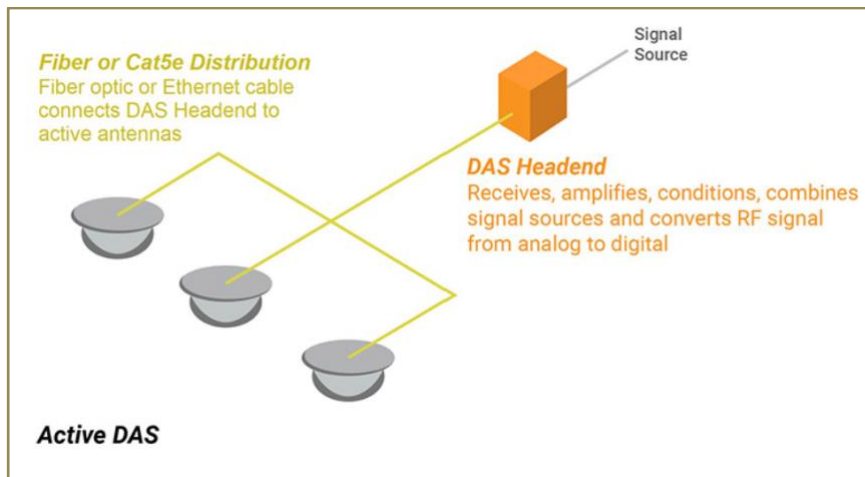 Fiber or Cat5e Distribution
Fiber optic or Ethernet cable
connects DAS Headend to
active antennas
Signal
Source
DAS Headend
Receives, amplifies, conditions, combines
signal sources and converts RF signal
from analog to digital
Active DAS